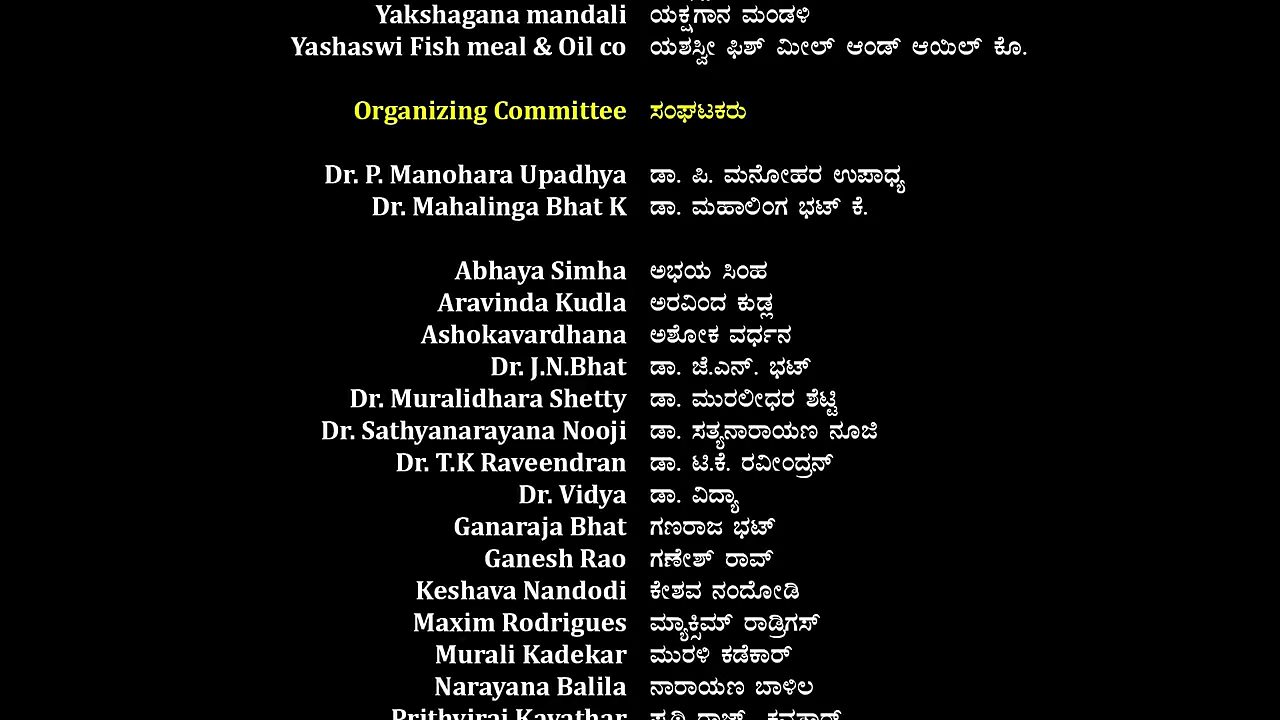 Yakshagana mandali ಯಕ್ಷಗಾನ ಮಂಡಳಿ
Yashaswi Fish meal & Oil co ಯಶಸ್ವೀ ಫಿಶ್ ಮೀಲ್ ಆಂಡ್ ಆಯಿಲ್ ಕೊ.
Organizing Committee ಸಂಘಟಕರು
Dr. P. Manohara Upadhya ಡಾ. ಪಿ. ಮನೋಹರ ಉಪಾಧ್ಯ
Dr. Mahalinga Bhat K ಡಾ. ಮಹಾಲಿಂಗ ಭಟ್ ಕೆ.
Abhaya Simha ಅಭಯ ಸಿಂಹ
Aravinda Kudla ಅರವಿಂದ ಕುಡ್ಲ
Ashokavardhana ಅಶೋಕ ವರ್ಧನ
Dr. J.N.Bhat ಡಾ. ಜೆ.ಎನ್. ಭಟ್
Dr. Muralidhara Shetty ಡಾ. ಮುರಲೀಧರ ಶೆಟ್ಟಿ
Dr. Sathyanarayana Nooji ಡಾ. ಸತ್ಯನಾರಾಯಣ ನೂಜಿ
Dr. T.K Raveendran ಡಾ. ಟಿ.ಕೆ. ರವೀಂದ್ರನ್
Dr. Vidya ಡಾ. ವಿದ್ಯಾ
Ganaraja Bhat ಗಣರಾಜ ಭಟ್
Ganesh Rao ಗಣೇಶ್ ರಾವ್
Keshava Nandodi ಕೇಶವ ನಂದೋಡಿ
Maxim Rodrigues ಮ್ಯಾಕ್ಸಿಮ್ ರಾಡ್ರಿಗಸ್
Murali Kadekar ಮುರಳಿ ಕಡೆಕಾರ್
Narayana Balila ನಾರಾಯಣ ಬಾಳಿಲ
Prithviraj Kavathar